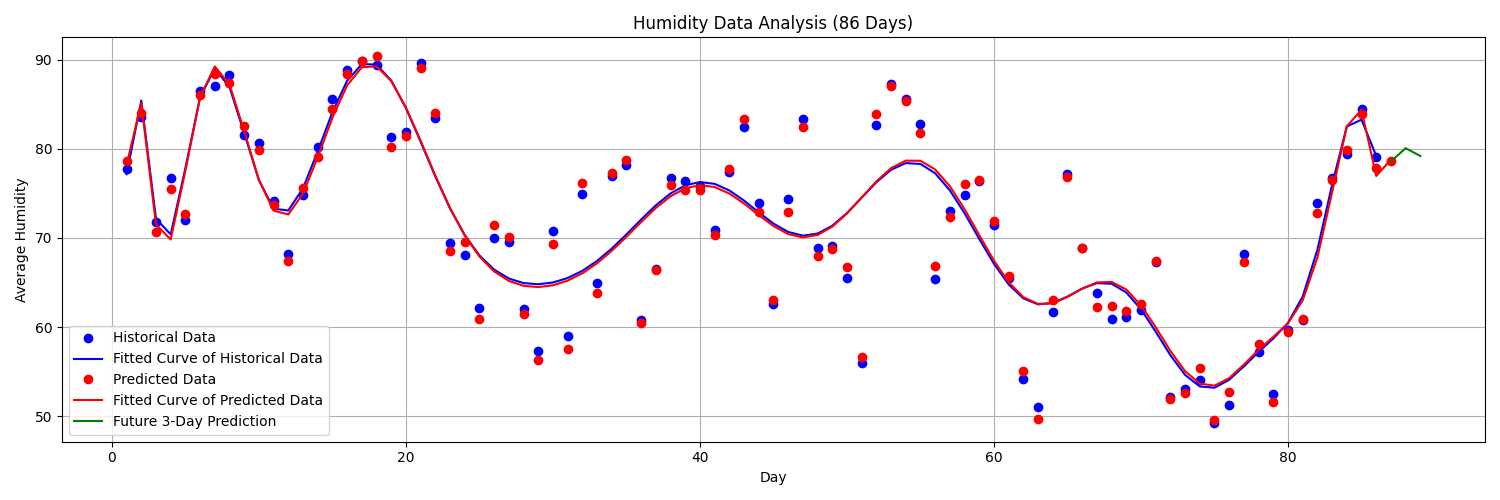 Humidity Data Analysis (86 Days)
90
80
70
60
50
Average Humidity
Historical Data
Fitted Curve of Historical Data
Predicted Data
Fitted Curve of Predicted Data
Future 3-Day Prediction
0 20 40 60 80
Day